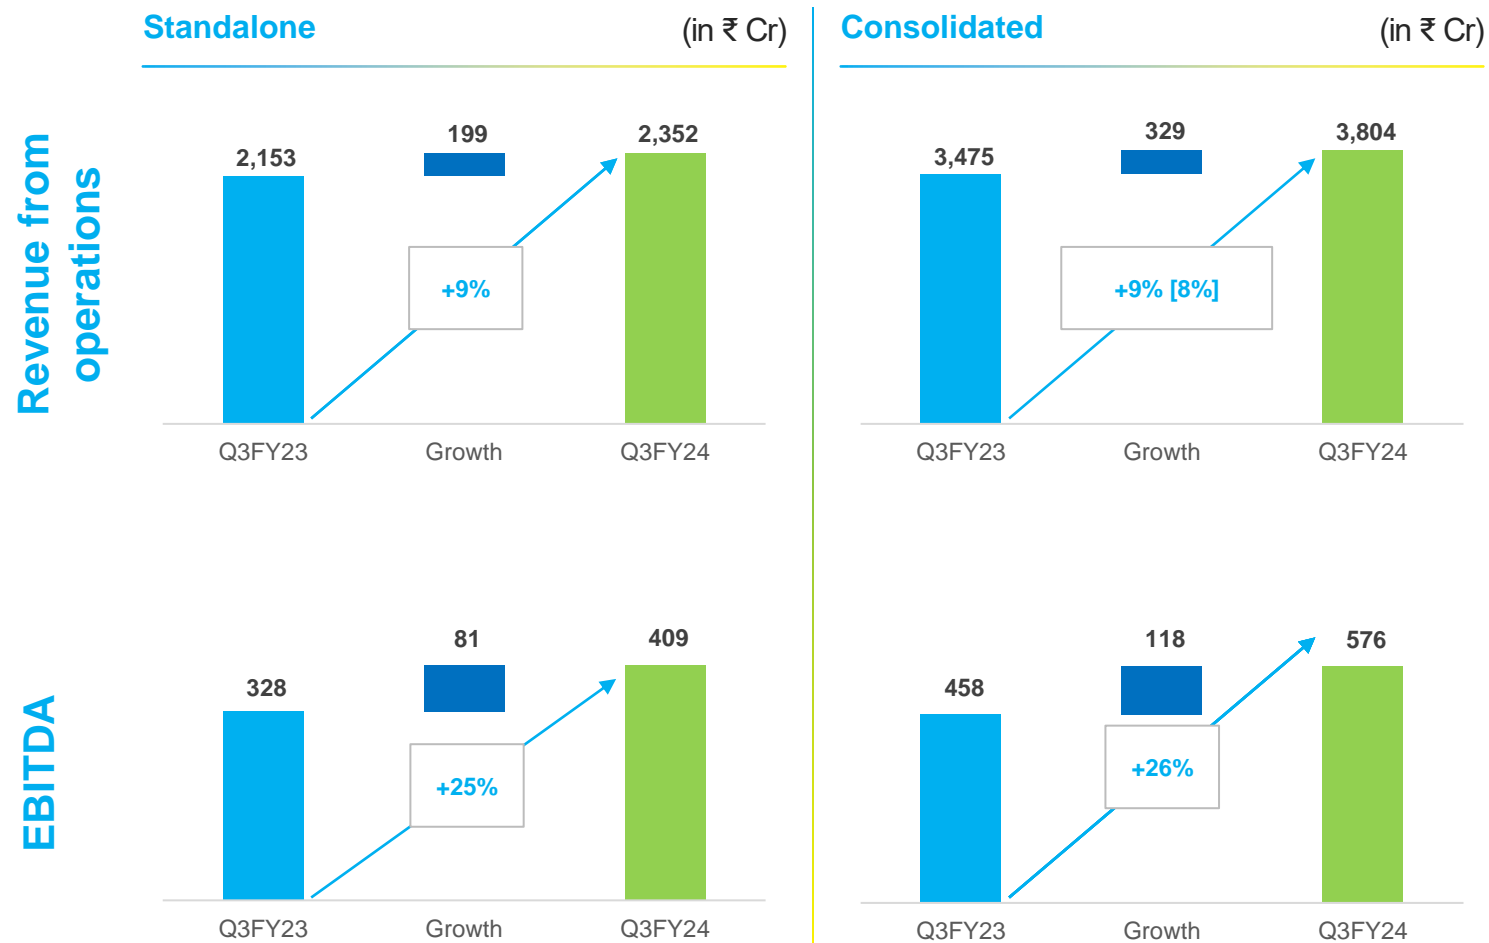 Standalone
(in ₹ Cr)
Consolidated
(in ₹ Cr)
Revenue from
operations
2,153
199
2,352
+9%
Q3FY23
Growth
Q3FY24
3,475
329
3,804
+9% [8%]
Q3FY23
Growth
Q3FY24
EBITDA
328
81
409
+25%
Q3FY23
Growth
Q3FY24
458
118
576
+26%
Q3FY23
Growth
Q3FY24